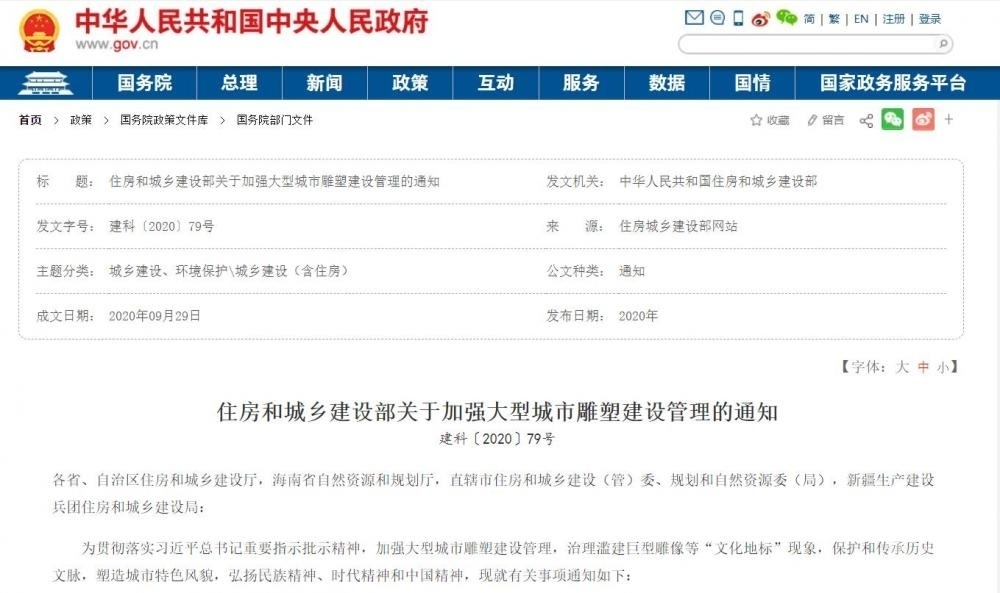 中华人民共和国中央人民政府
www.gov.cn
简 | 繁 | EN | 注册 | 登录
国务院 总理 新闻 政策 互动 服务 数据 国情 国家政务服务平台
首页 > 政策 > 国务院政策文件库 > 国务院部门文件
收藏 留言
标 题： 住房和城乡建设部关于加强大型城市雕塑建设管理的通知 发文机关： 中华人民共和国住房和城乡建设部
发文字号： 建科〔2020〕79号 来 源： 住房城乡建设部网站
主题分类： 城乡建设、环境保护\城乡建设（含住房） 公文种类： 通知
成文日期： 2020年09月29日 发布日期： 2020年
【字体：大 中 小】
住房和城乡建设部关于加强大型城市雕塑建设管理的通知
建科〔2020〕79号
各省、自治区住房和城乡建设厅，海南省自然资源和规划厅，直辖市住房和城乡建设（管）委、规划和自然资源委（局），新疆生产建设
兵团住房和城乡建设局：
为贯彻落实习近平总书记重要指示批示精神，加强大型城市雕塑建设管理，治理滥建巨型雕像等“文化地标”现象，保护和传承历史
文脉，塑造城市特色风貌，弘扬民族精神、时代精神和中国精神，现就有关事项通知如下：